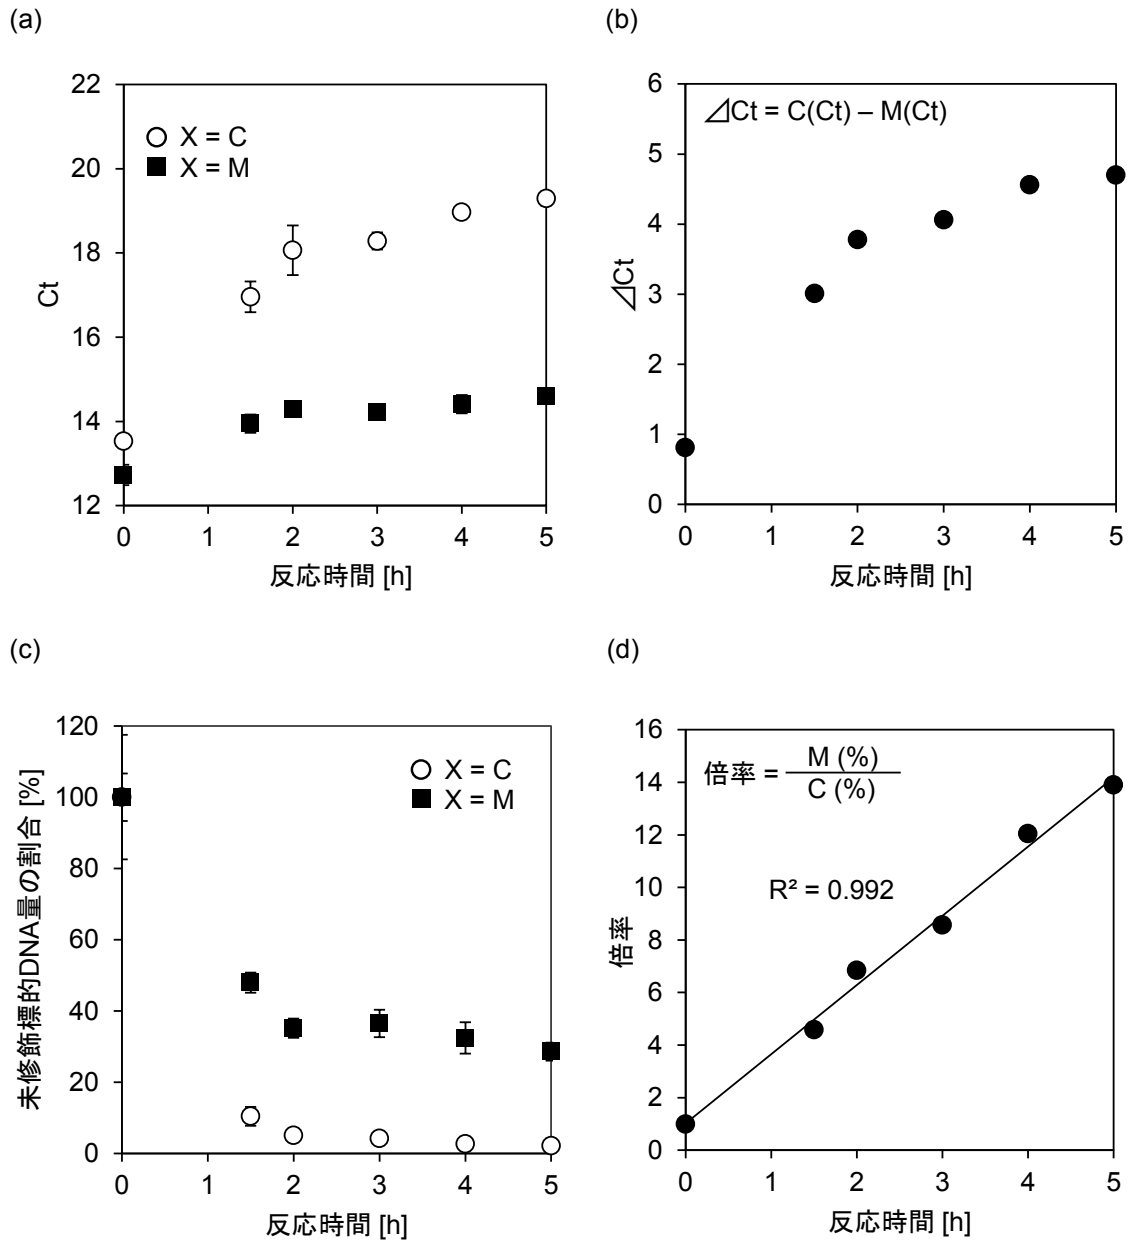 (a)
22
20
18
16
14
12
Ct
X = C
X = M
0 1 2 3 4 5
反応時間 [h]
(b)
6
5
4
3
2
1
0
⊿Ct
⊿Ct = C(Ct) – M(Ct)
0 1 2 3 4 5
反応時間 [h]
(c)
120
100
80
60
40
20
0
未修飾標的DNA量の割合 [%]
X = C
X = M
0 1 2 3 4 5
反応時間 [h]
(d)
16
14
12
10
8
6
4
2
0
倍率
倍率 =
M (%)
C (%)
R² = 0.992
0 1 2 3 4 5
反応時間 [h]